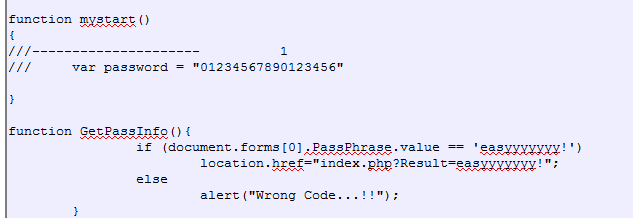 function mystart()
{
///---------------------          1
///     var password = "01234567890123456"
}
function GetPassInfo(){
                if (document.forms[0].PassPhrase.value == 'easyyyyyyy!')
                        location.href="index.php?Result=easyyyyyyy!";
                else
                        alert("Wrong Code...!!");
        }